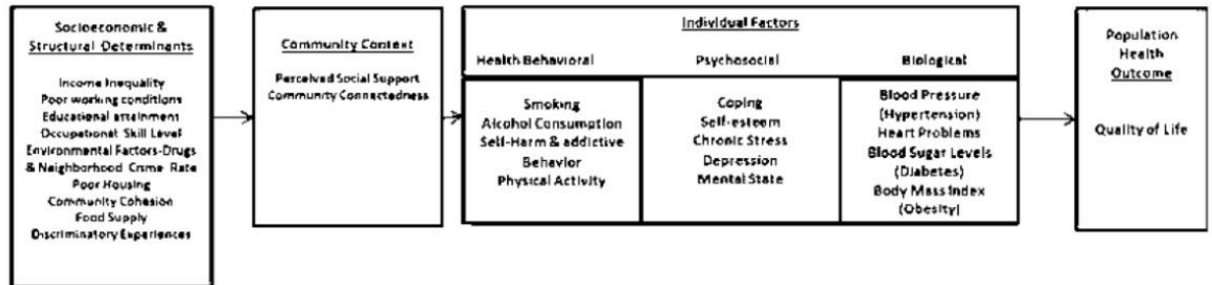 Socioeconomic &
Structural Determinants
Income Inequality
Poor working conditions
Educational attainment
Occupational Skill Level
Environmental Factors-Drugs
& Neighborhood Crime Rate
Poor Housing
Community Cohesion
Food Supply
Discriminatory Experiences
Community Context
Perceived Social Support
Community Connectedness
Individual Factors
Health Behavioral
Psychosocial
Biological
Smoking
Alcohol Consumption
Self-Harm & addictive
Behavior
Physical Activity
Coping
Self-esteem
Chronic Stress
Depression
Mental State
Blood Pressure
(Hypertension)
Heart Problems
Blood Sugar Levels
(Diabetes)
Body Mass Index
(Obesity)
Population
Health
Outcome
Quality of Life